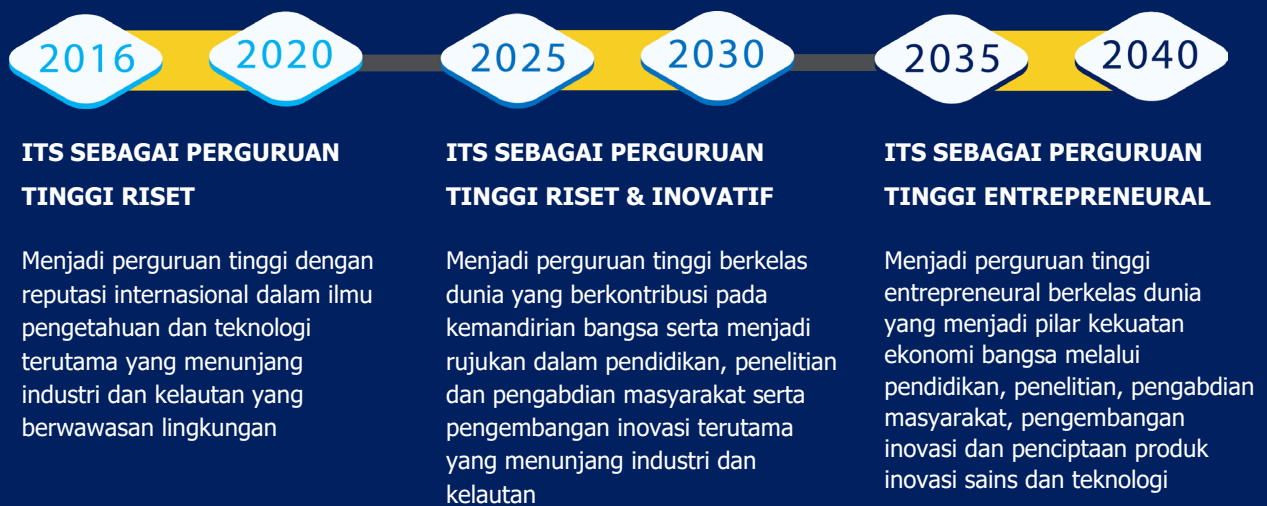 2016
2020
2025
2030
2035
2040
ITS SEBAGAI PERGURUAN
TINGGI RISET
Menjadi perguruan tinggi dengan
reputasi internasional dalam ilmu
pengetahuan dan teknologi
terutama yang menunjang
industri dan kelautan yang
berwawasan lingkungan
ITS SEBAGAI PERGURUAN
TINGGI RISET & INOVATIF
Menjadi perguruan tinggi berkelas
dunia yang berkontribusi pada
kemandirian bangsa serta menjadi
rujukan dalam pendidikan, penelitian
dan pengabdian masyarakat serta
pengembangan inovasi terutama
yang menunjang industri dan
kelautan
ITS SEBAGAI PERGURUAN
TINGGI ENTREPRENEURAL
Menjadi perguruan tinggi
entrepreneural berkelas dunia
yang menjadi pilar kekuatan
ekonomi bangsa melalui
pendidikan, penelitian, pengabdian
masyarakat, pengembangan
inovasi dan penciptaan produk
inovasi sains dan teknologi